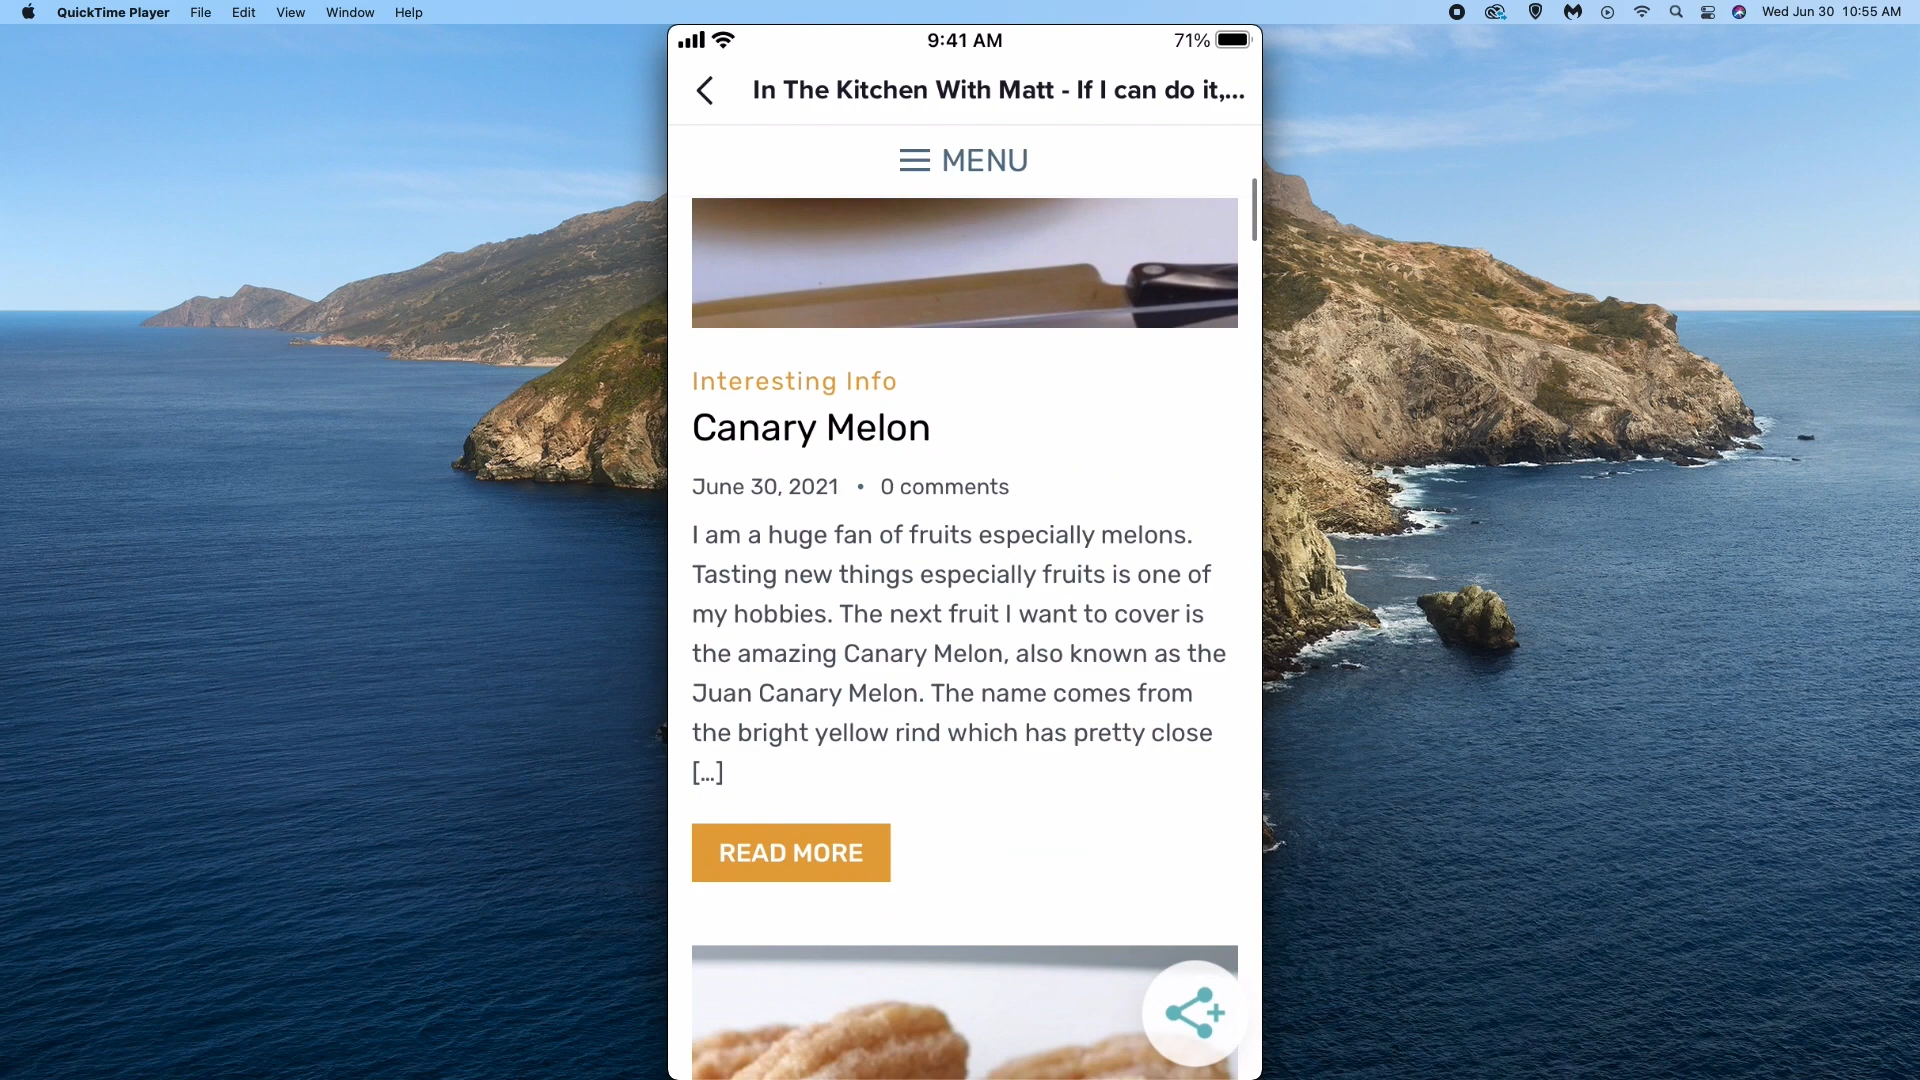 QuickTime Player File Edit View Window Help Wed Jun 30 10:55 AM
9:41 AM 71%
In The Kitchen With Matt - If I can do it,...
MENU
Interesting Info
Canary Melon
June 30, 2021 • 0 comments
I am a huge fan of fruits especially melons.
Tasting new things especially fruits is one of
my hobbies. The next fruit I want to cover is
the amazing Canary Melon, also known as the
Juan Canary Melon. The name comes from
the bright yellow rind which has pretty close
[...]
READ MORE